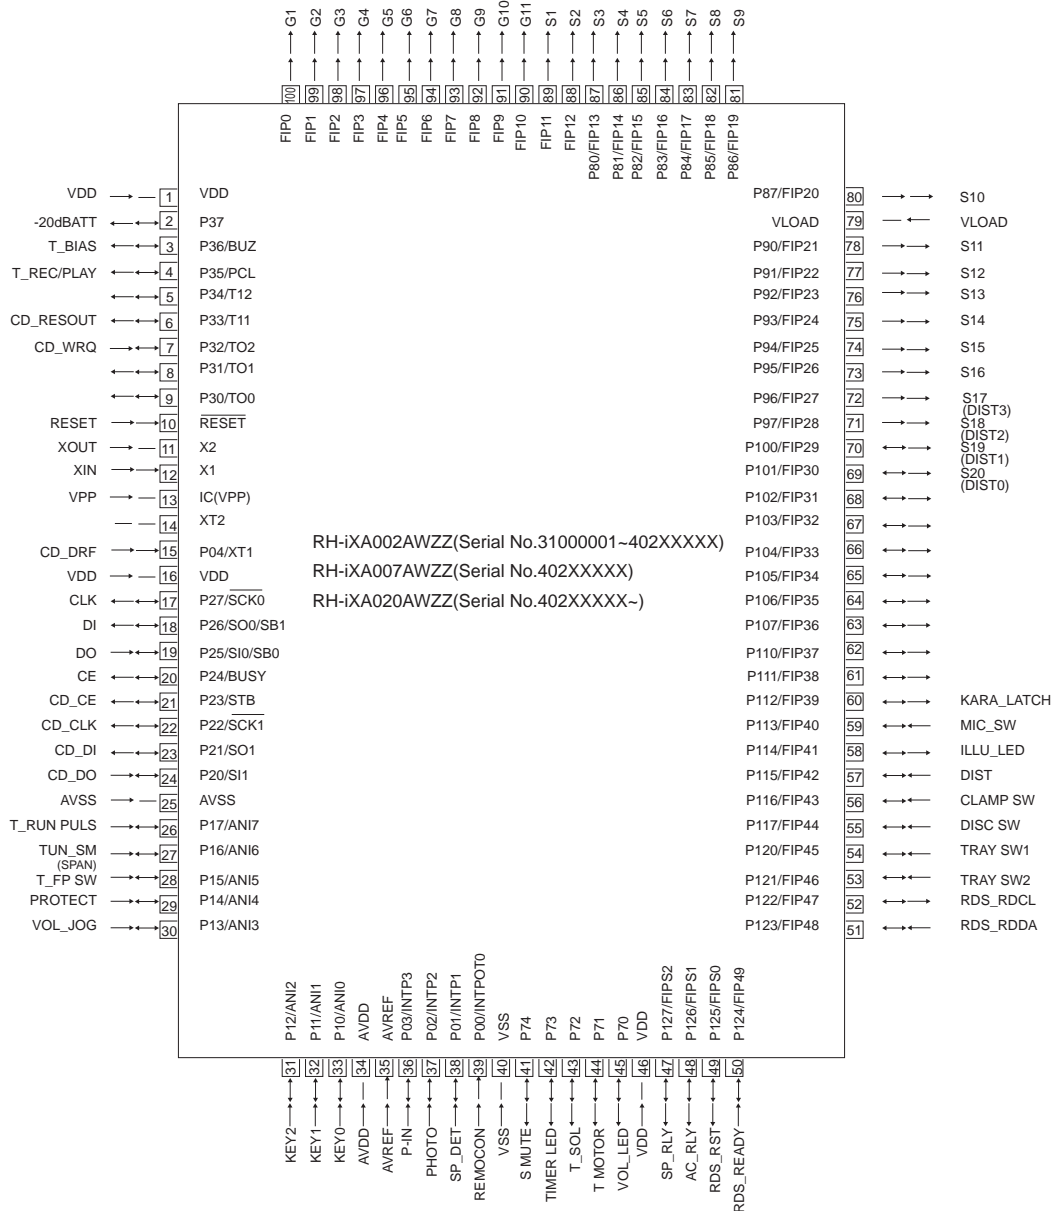 G1 G2 G3 G4 G5 G6 G7 G8 G9 G10 G11 S1 S2 S3 S4 S5 S6 S7 S8 S9
100 99 98 97 96 95 94 93 92 91 90 89 88 87 86 85 84 83 82 81
FIP0 FIP1 FIP2 FIP3 FIP4 FIP5 FIP6 FIP7 FIP8 FIP9 FIP10 FIP11 FIP12 P80/FIP13 P81/FIP14 P82/FIP15 P83/FIP16 P84/FIP17 P85/FIP18 P86/FIP19
VDD 1 VDD P87/FIP20 80 S10
-20dBATT 2 P37 VLOAD 79 VLOAD
T_BIAS 3 P36/BUZ P90/FIP21 78 S11
T_REC/PLAY 4 P35/PCL P91/FIP22 77 S12
5 P34/T12 P92/FIP23 76 S13
CD_RESOUT 6 P33/T11 P93/FIP24 75 S14
CD_WRQ 7 P32/TO2 P94/FIP25 74 S15
8 P31/TO1 P95/FIP26 73 S16
9 P30/TO0 P96/FIP27 72 S17
(DIST3)
RESET 10 RESET P97/FIP28 71 S18
(DIST2)
XOUT 11 X2 P100/FIP29 70 S19
(DIST1)
XIN 12 X1 P101/FIP30 69 S20
(DIST0)
VPP 13 IC(VPP) P102/FIP31 68
14 XT2 P103/FIP32 67
RH-iXA002AWZZ(Serial No.31000001~402XXXXX)
CD_DRF 15 P04/XT1 P104/FIP33 66
VDD 16 VDD P105/FIP34 65
RH-iXA007AWZZ(Serial No.402XXXXX)
CLK 17 P27/SCK0 P106/FIP35 64
RH-iXA020AWZZ(Serial No.402XXXXX~)
DI 18 P26/SO0/SB1 P107/FIP36 63
DO 19 P25/SI0/SB0 P110/FIP37 62
CE 20 P24/BUSY P111/FIP38 61
CD_CE 21 P23/STB P112/FIP39 60 KARA_LATCH
CD_CLK 22 P22/SCK1 P113/FIP40 59 MIC_SW
CD_DI 23 P21/SO1 P114/FIP41 58 ILLU_LED
CD_DO 24 P20/SI1 P115/FIP42 57 DIST
AVSS 25 AVSS P116/FIP43 56 CLAMP SW
T_RUN PULS 26 P17/ANI7 P117/FIP44 55 DISC SW
TUN_SM 27 P16/ANI6 P120/FIP45 54 TRAY SW1
(SPAN)
T_FP SW 28 P15/ANI5 P121/FIP46 53 TRAY SW2
PROTECT 29 P14/ANI4 P122/FIP47 52 RDS_RDCL
VOL_JOG 30 P13/ANI3 P123/FIP48 51 RDS_RDDA
P12/ANI2 P11/ANI1 P10/ANI0 AVDD AVREF P03/INTP3 P02/INTP2 P01/INTP1 P00/INTPOT0 VSS P74 P73 P72 P71 P70 VDD P127/FIPS2 P126/FIPS1 P125/FIPS0 P124/FIP49
31 32 33 34 35 36 37 38 39 40 41 42 43 44 45 46 47 48 49 50
KEY2 KEY1 KEY0 AVDD AVREF P-IN PHOTO SP_DET REMOCON VSS S MUTE TIMER LED T_SOL T MOTOR VOL_LED VDD SP_RLY AC_RLY RDS_RST RDS_READY